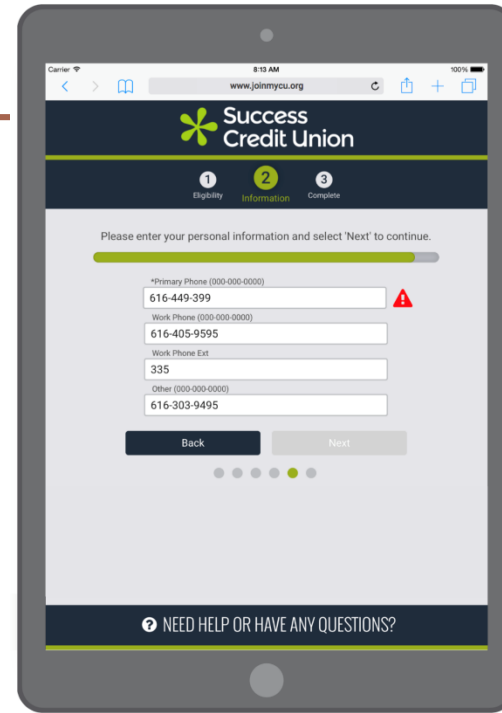 Carrier 8:13 AM 100%
www.joinmycu.org
Success
Credit Union
1 2 3
Eligibility Information Complete
Please enter your personal information and select 'Next' to continue.
*Primary Phone (000-000-0000)
616-449-399
Work Phone (000-000-0000)
616-405-9595
Work Phone Ext
335
Other (000-000-0000)
616-303-9495
Back Next
? NEED HELP OR HAVE ANY QUESTIONS?